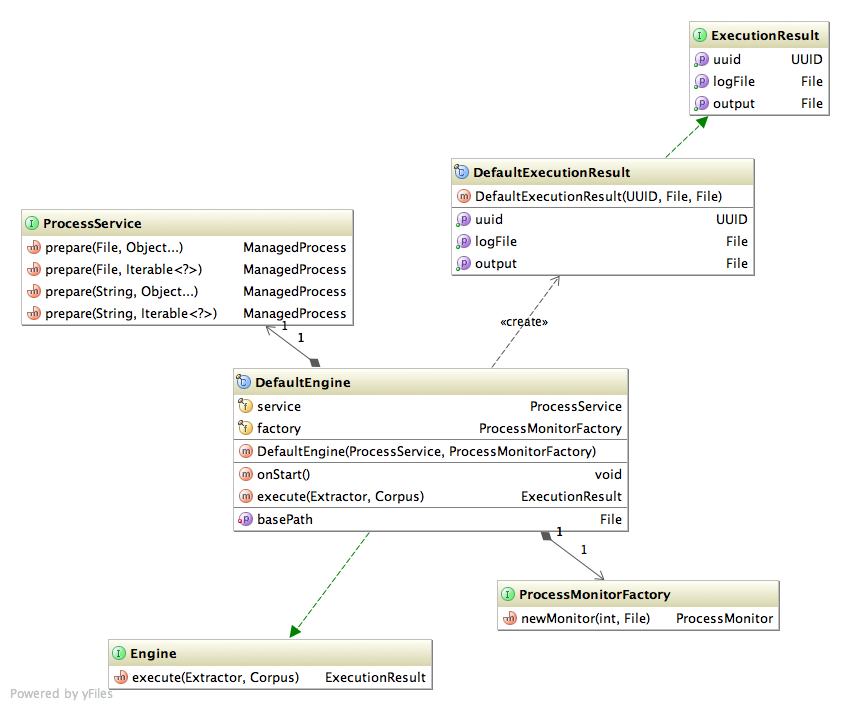 I ExecutionResult
p uuid UUID
p logFile File
p output File
C DefaultExecutionResult
m DefaultExecutionResult(UUID, File, File)
p uuid UUID
p logFile File
p output File
I ProcessService
m prepare(File, Object...) ManagedProcess
m prepare(File, Iterable<?>) ManagedProcess
m prepare(String, Object...) ManagedProcess
m prepare(String, Iterable<?>) ManagedProcess
«create»
1
1
C DefaultEngine
f service ProcessService
f factory ProcessMonitorFactory
m DefaultEngine(ProcessService, ProcessMonitorFactory)
m onStart() void
m execute(Extractor, Corpus) ExecutionResult
p basePath File
1
1
I ProcessMonitorFactory
m newMonitor(int, File) ProcessMonitor
I Engine
m execute(Extractor, Corpus) ExecutionResult
Powered by yFiles